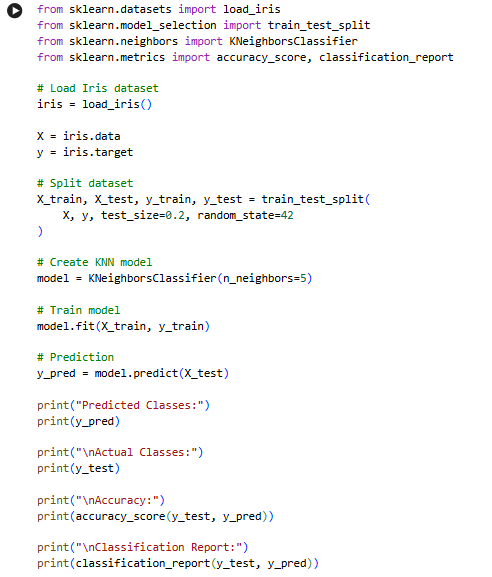 from sklearn.datasets import load_iris
from sklearn.model_selection import train_test_split
from sklearn.neighbors import KNeighborsClassifier
from sklearn.metrics import accuracy_score, classification_report

# Load Iris dataset
iris = load_iris()

X = iris.data
y = iris.target

# Split dataset
X_train, X_test, y_train, y_test = train_test_split(
    X, y, test_size=0.2, random_state=42
)

# Create KNN model
model = KNeighborsClassifier(n_neighbors=5)

# Train model
model.fit(X_train, y_train)

# Prediction
y_pred = model.predict(X_test)

print("Predicted Classes:")
print(y_pred)

print("\nActual Classes:")
print(y_test)

print("\nAccuracy:")
print(accuracy_score(y_test, y_pred))

print("\nClassification Report:")
print(classification_report(y_test, y_pred))